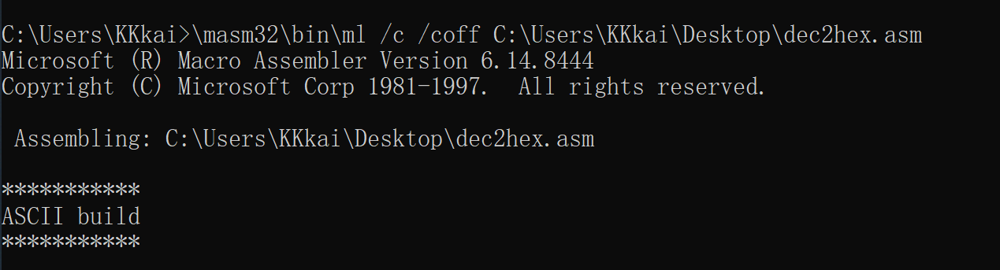 C:\Users\KKkai>\masm32\bin\ml /c /coff C:\Users\KKkai\Desktop\dec2hex.asm
Microsoft (R) Macro Assembler Version 6.14.8444
Copyright (C) Microsoft Corp 1981-1997.  All rights reserved.
 Assembling: C:\Users\KKkai\Desktop\dec2hex.asm
***********
ASCII build
***********